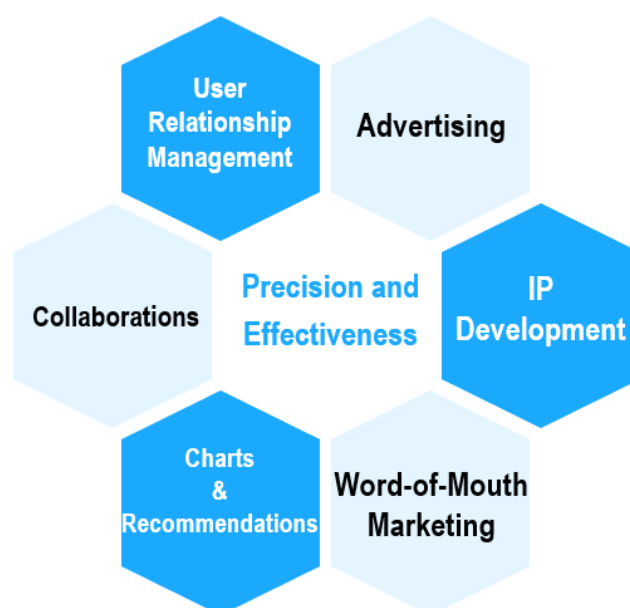 User
Relationship
Management
Advertising
Collaborations
Precision and
Effectiveness
IP
Development
Charts
&
Recommendations
Word-of-Mouth
Marketing